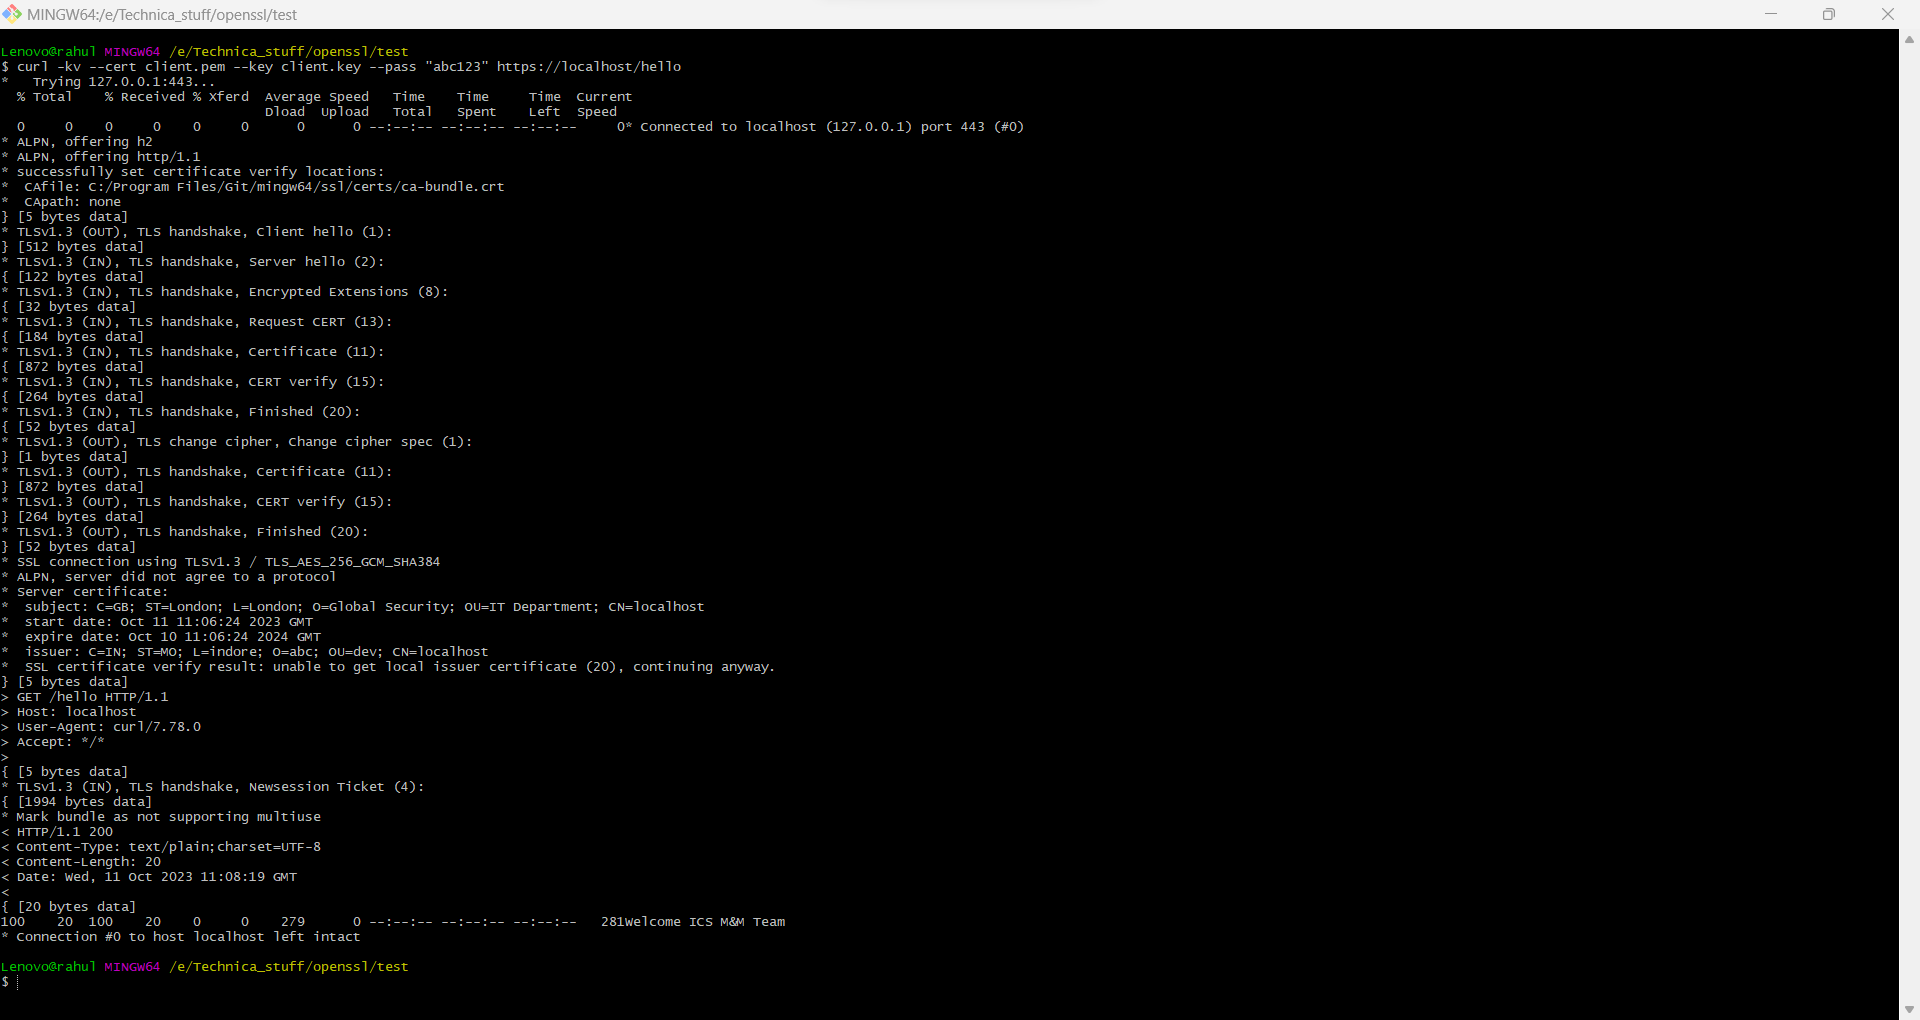 MINGW64:/e/Technica_stuff/openssl/test
Lenovo@rahul MINGW64 /e/Technica_stuff/openssl/test
$ curl -kv --cert client.pem --key client.key --pass "abc123" https://localhost/hello
*   Trying 127.0.0.1:443...
  % Total    % Received % Xferd  Average Speed   Time    Time     Time  Current
                                 Dload  Upload   Total   Spent    Left  Speed
  0     0    0     0    0     0      0      0 --:--:-- --:--:-- --:--:--     0* Connected to localhost (127.0.0.1) port 443 (#0)
* ALPN, offering h2
* ALPN, offering http/1.1
* successfully set certificate verify locations:
*  CAfile: C:/Program Files/Git/mingw64/ssl/certs/ca-bundle.crt
*  CApath: none
} [5 bytes data]
* TLSv1.3 (OUT), TLS handshake, Client hello (1):
} [512 bytes data]
* TLSv1.3 (IN), TLS handshake, Server hello (2):
{ [122 bytes data]
* TLSv1.3 (IN), TLS handshake, Encrypted Extensions (8):
{ [32 bytes data]
* TLSv1.3 (IN), TLS handshake, Request CERT (13):
{ [184 bytes data]
* TLSv1.3 (IN), TLS handshake, Certificate (11):
{ [872 bytes data]
* TLSv1.3 (IN), TLS handshake, CERT verify (15):
{ [264 bytes data]
* TLSv1.3 (IN), TLS handshake, Finished (20):
{ [52 bytes data]
* TLSv1.3 (OUT), TLS change cipher, Change cipher spec (1):
} [1 bytes data]
* TLSv1.3 (OUT), TLS handshake, Certificate (11):
} [872 bytes data]
* TLSv1.3 (OUT), TLS handshake, CERT verify (15):
} [264 bytes data]
* TLSv1.3 (OUT), TLS handshake, Finished (20):
} [52 bytes data]
* SSL connection using TLSv1.3 / TLS_AES_256_GCM_SHA384
* ALPN, server did not agree to a protocol
* Server certificate:
*  subject: C=GB; ST=London; L=London; O=Global Security; OU=IT Department; CN=localhost
*  start date: Oct 11 11:06:24 2023 GMT
*  expire date: Oct 10 11:06:24 2024 GMT
*  issuer: C=IN; ST=MO; L=indore; O=abc; OU=dev; CN=localhost
*  SSL certificate verify result: unable to get local issuer certificate (20), continuing anyway.
} [5 bytes data]
> GET /hello HTTP/1.1
> Host: localhost
> User-Agent: curl/7.78.0
> Accept: */*
>
{ [5 bytes data]
* TLSv1.3 (IN), TLS handshake, Newsession Ticket (4):
{ [1994 bytes data]
* Mark bundle as not supporting multiuse
< HTTP/1.1 200
< Content-Type: text/plain;charset=UTF-8
< Content-Length: 20
< Date: Wed, 11 Oct 2023 11:08:19 GMT
<
{ [20 bytes data]
100    20  100    20    0     0    279      0 --:--:-- --:--:-- --:--:--   281Welcome ICS M&M Team
* Connection #0 to host localhost left intact
Lenovo@rahul MINGW64 /e/Technica_stuff/openssl/test
$